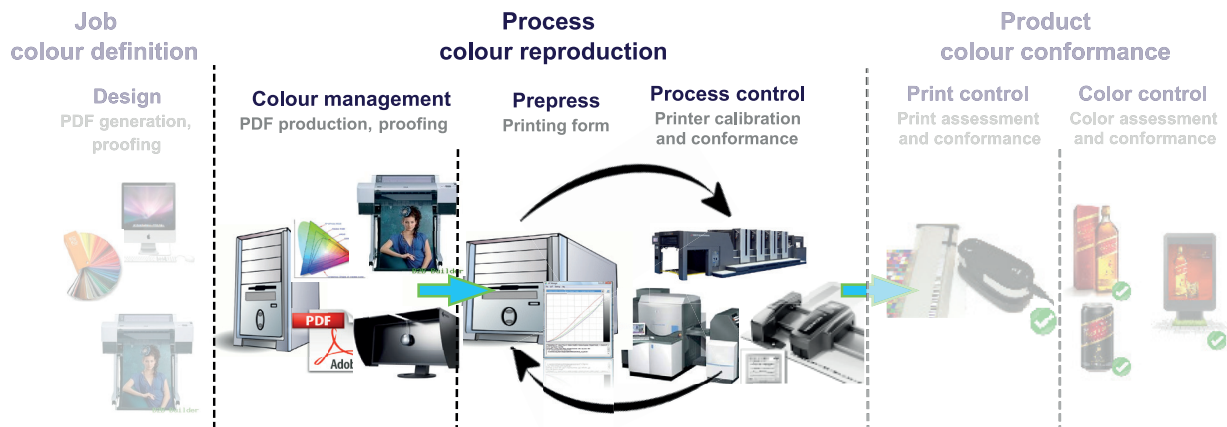 Job
colour definition
Process
colour reproduction
Product
colour conformance
Design
PDF generation,
proofing
Colour management
PDF production, proofing
Prepress
Printing form
Process control
Printer calibration
and conformance
Print control
Print assessment
and conformance
Color control
Color assessment
and conformance
PDF
Adob